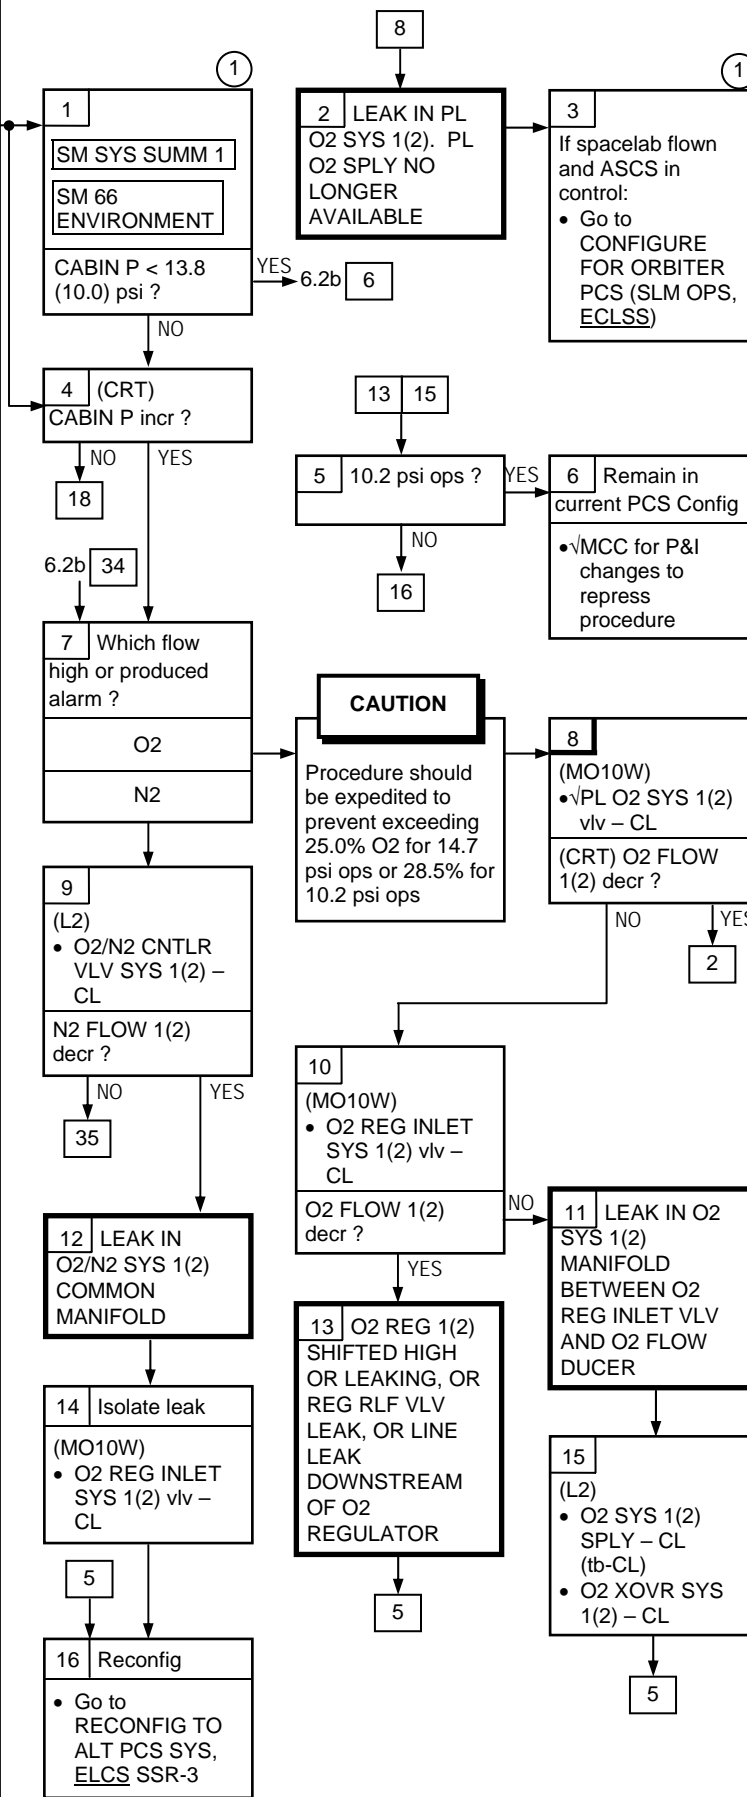 8
1
1
1
SM SYS SUMM 1
SM 66
ENVIRONMENT
CABIN P < 13.8
(10.0) psi ?
YES
6.2b 6
NO
2 LEAK IN PL
O2 SYS 1(2). PL
O2 SPLY NO
LONGER
AVAILABLE
3
If spacelab flown
and ASCS in
control:
• Go to
CONFIGURE
FOR ORBITER
PCS (SLM OPS,
ECLSS)
4 (CRT)
CABIN P incr ?
NO
YES
18
13 15
5 10.2 psi ops ?
YES
NO
16
6 Remain in
current PCS Config
•√MCC for P&I
changes to
repress
procedure
6.2b 34
7 Which flow
high or produced
alarm ?
O2
N2
CAUTION
Procedure should
be expedited to
prevent exceeding
25.0% O2 for 14.7
psi ops or 28.5% for
10.2 psi ops
8
(MO10W)
•√PL O2 SYS 1(2)
vlv – CL
(CRT) O2 FLOW
1(2) decr ?
NO
YES
2
9
(L2)
• O2/N2 CNTLR
VLV SYS 1(2) –
CL
N2 FLOW 1(2)
decr ?
NO
YES
35
10
(MO10W)
• O2 REG INLET
SYS 1(2) vlv –
CL
O2 FLOW 1(2)
decr ?
NO
YES
11 LEAK IN O2
SYS 1(2)
MANIFOLD
BETWEEN O2
REG INLET VLV
AND O2 FLOW
DUCER
12 LEAK IN
O2/N2 SYS 1(2)
COMMON
MANIFOLD
13 O2 REG 1(2)
SHIFTED HIGH
OR LEAKING, OR
REG RLF VLV
LEAK, OR LINE
LEAK
DOWNSTREAM
OF O2
REGULATOR
5
14 Isolate leak
(MO10W)
• O2 REG INLET
SYS 1(2) vlv –
CL
15
(L2)
• O2 SYS 1(2)
SPLY – CL
(tb-CL)
• O2 XOVR SYS
1(2) – CL
5
5
16 Reconfig
• Go to
RECONFIG TO
ALT PCS SYS,
ELCS SSR-3